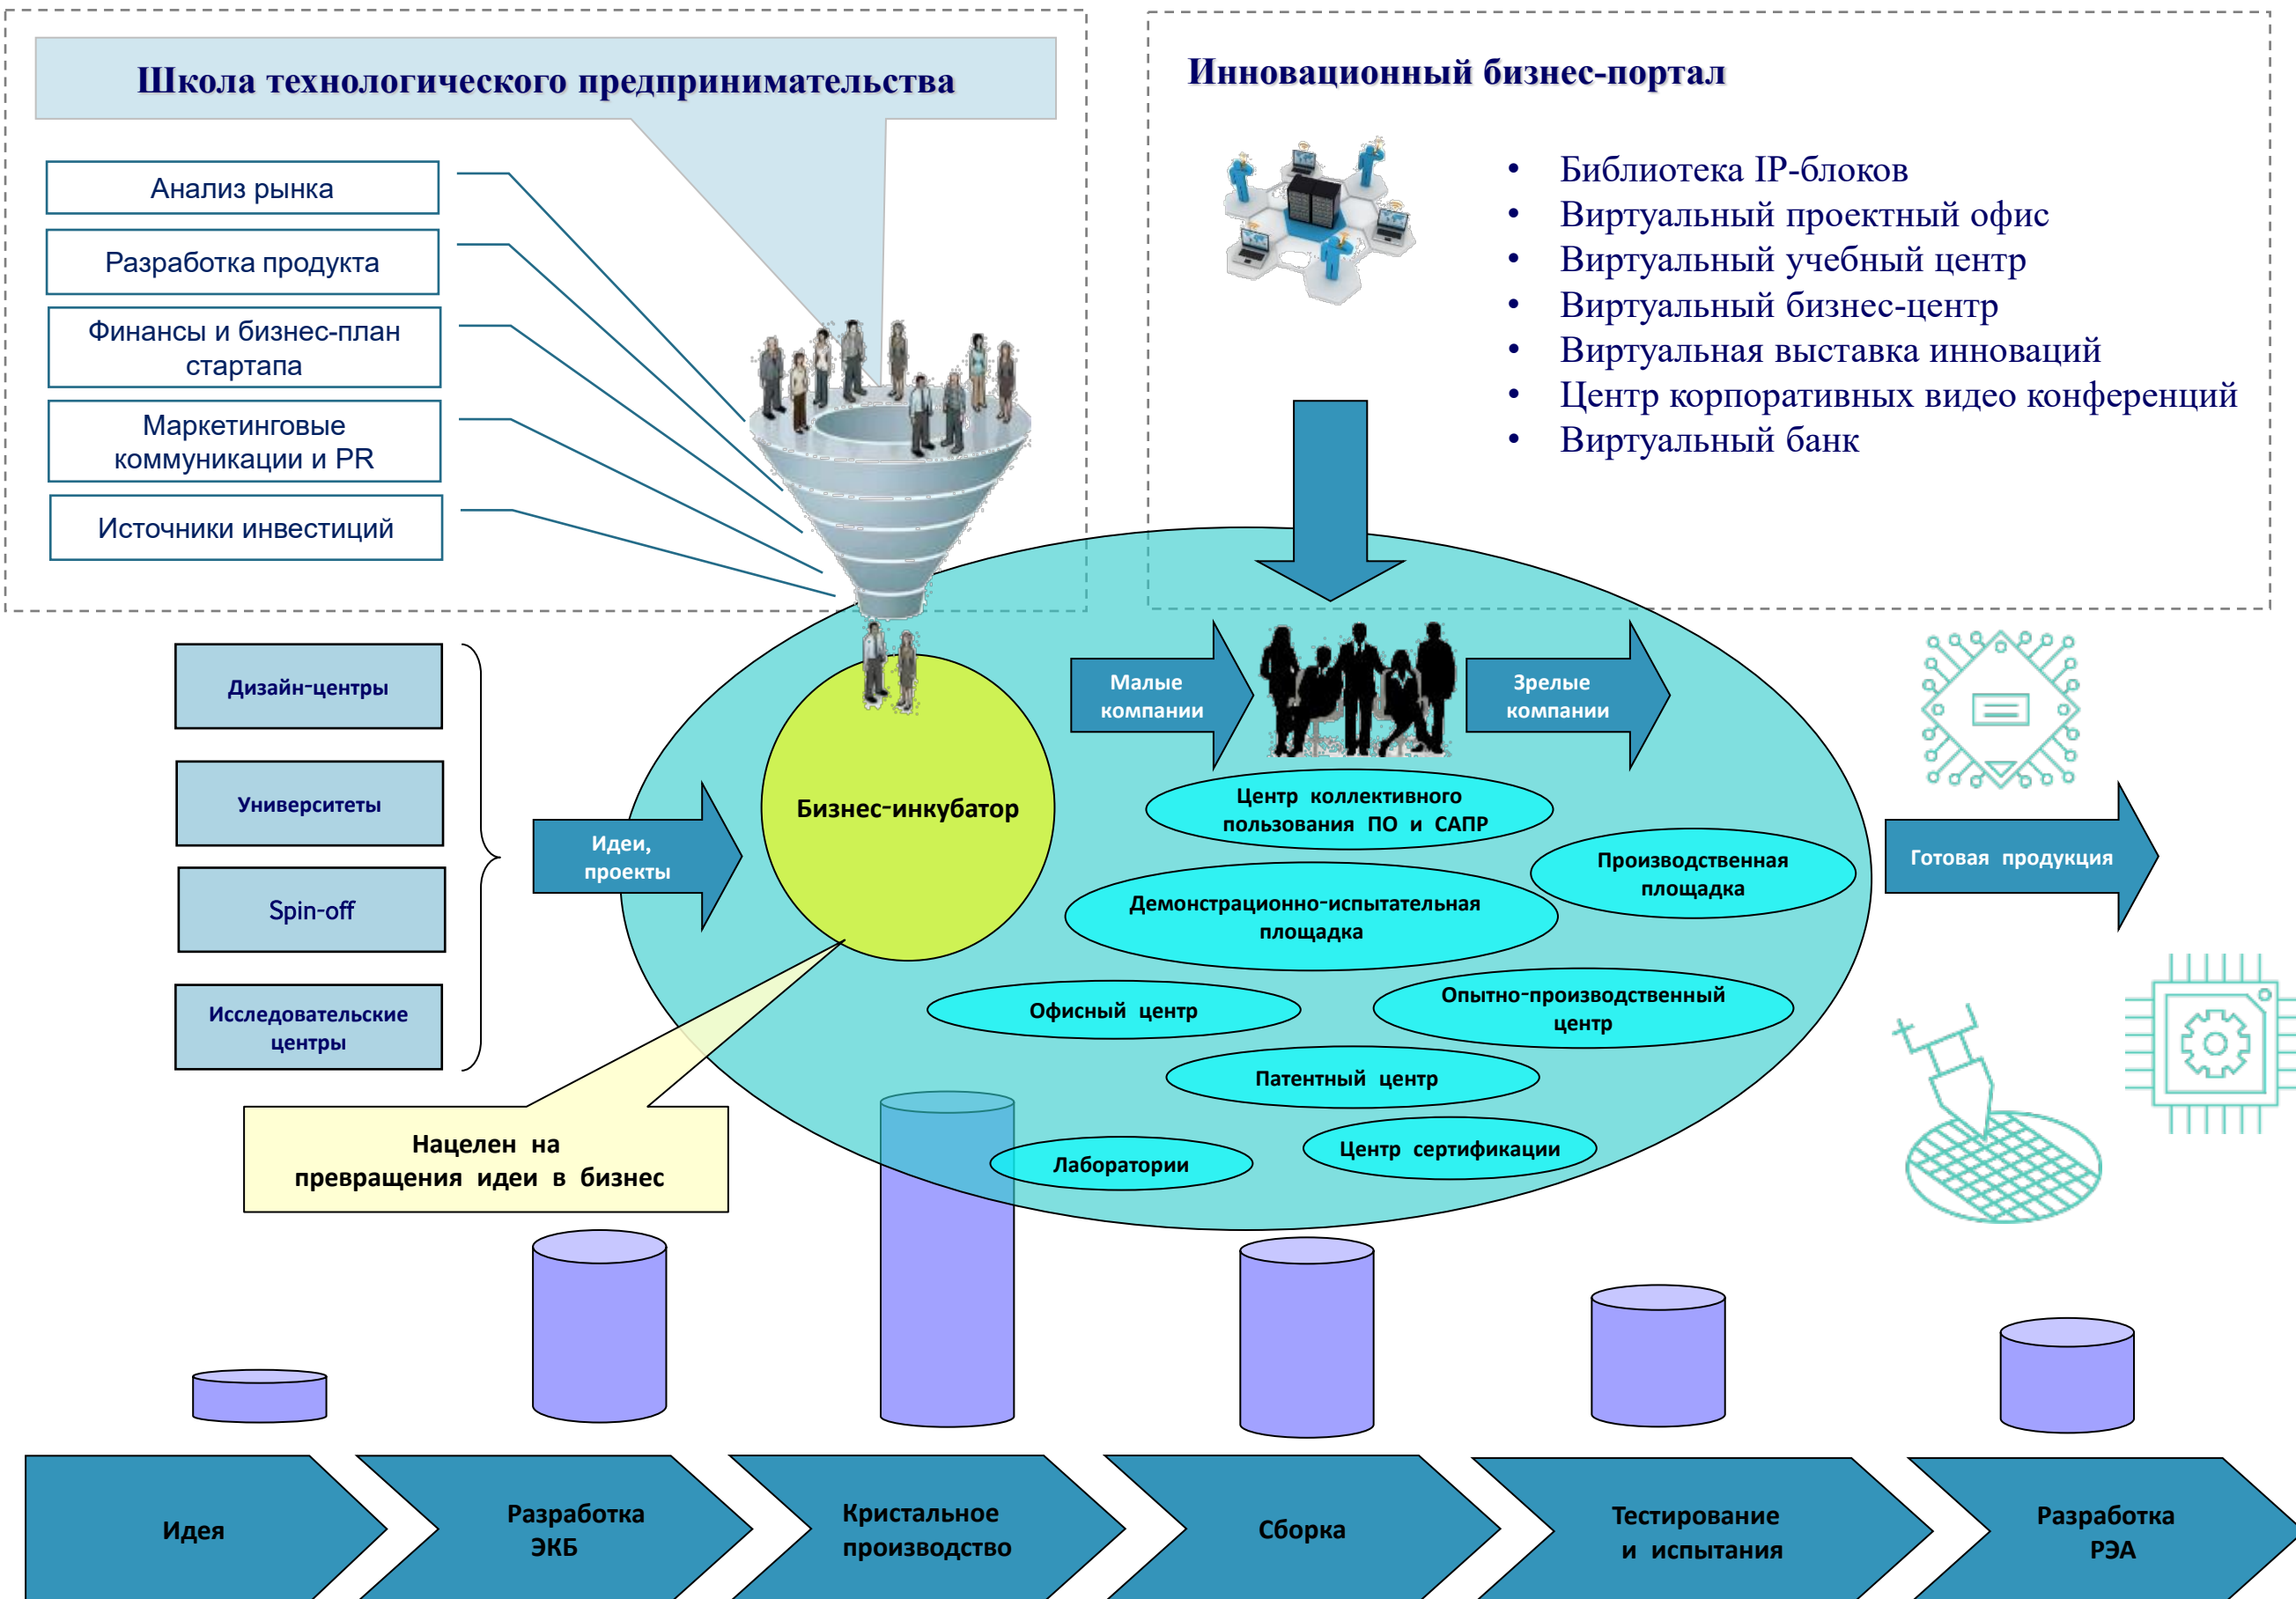 Школа технологического предпринимательства
Анализ рынка
Разработка продукта
Финансы и бизнес-план
стартапа
Маркетинговые
коммуникации и PR
Источники инвестиций
Инновационный бизнес-портал
• Библиотека IP-блоков
• Виртуальный проектный офис
• Виртуальный учебный центр
• Виртуальный бизнес-центр
• Виртуальная выставка инноваций
• Центр корпоративных видео конференций
• Виртуальный банк
Дизайн-центры
Университеты
Spin-off
Исследовательские
центры
Идеи,
проекты
Бизнес-инкубатор
Нацелен на
превращения идеи в бизнес
Малые
компании
Зрелые
компании
Центр коллективного
пользования ПО и САПР
Производственная
площадка
Демонстрационно-испытательная
площадка
Офисный центр
Опытно-производственный
центр
Патентный центр
Центр сертификации
Лаборатории
Готовая продукция
Идея
Разработка
ЭКБ
Кристальное
производство
Сборка
Тестирование
и испытания
Разработка
РЭА